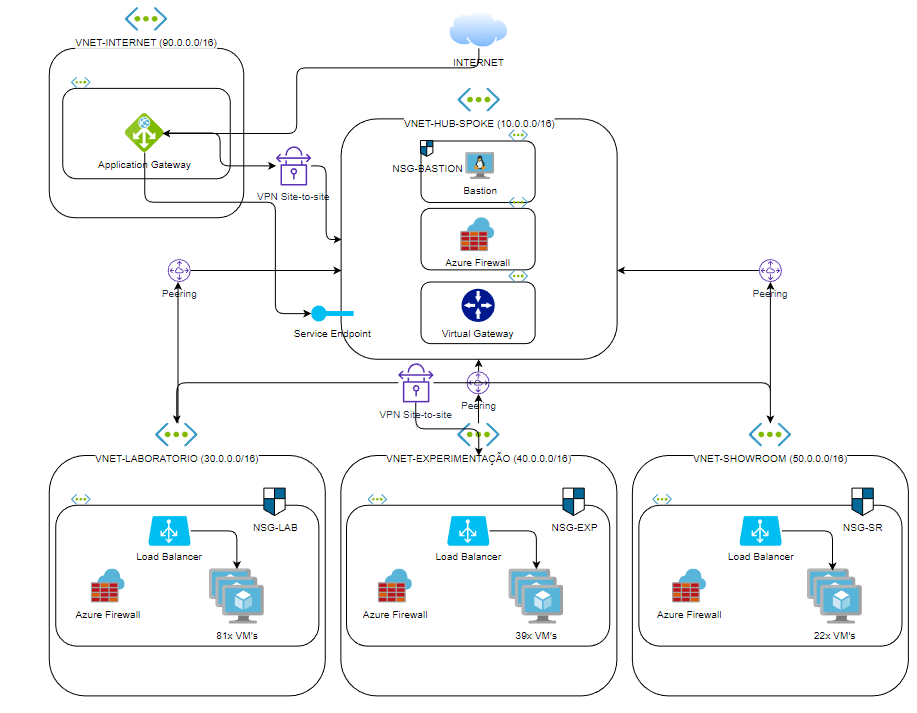 VNET-INTERNET (90.0.0.0/16)
INTERNET
Application Gateway
VPN Site-to-site
VNET-HUB-SPOKE (10.0.0.0/16)
NSG-BASTION
Bastion
Azure Firewall
Virtual Gateway
Service Endpoint
Peering
Peering
VPN Site-to-site
Peering
VNET-LABORATORIO (30.0.0.0/16)
NSG-LAB
Load Balancer
Azure Firewall
81x VM's
VNET-EXPERIMENTAÇÃO (40.0.0.0/16)
NSG-EXP
Load Balancer
Azure Firewall
39x VM's
VNET-SHOWROOM (50.0.0.0/16)
NSG-SR
Load Balancer
Azure Firewall
22x VM's